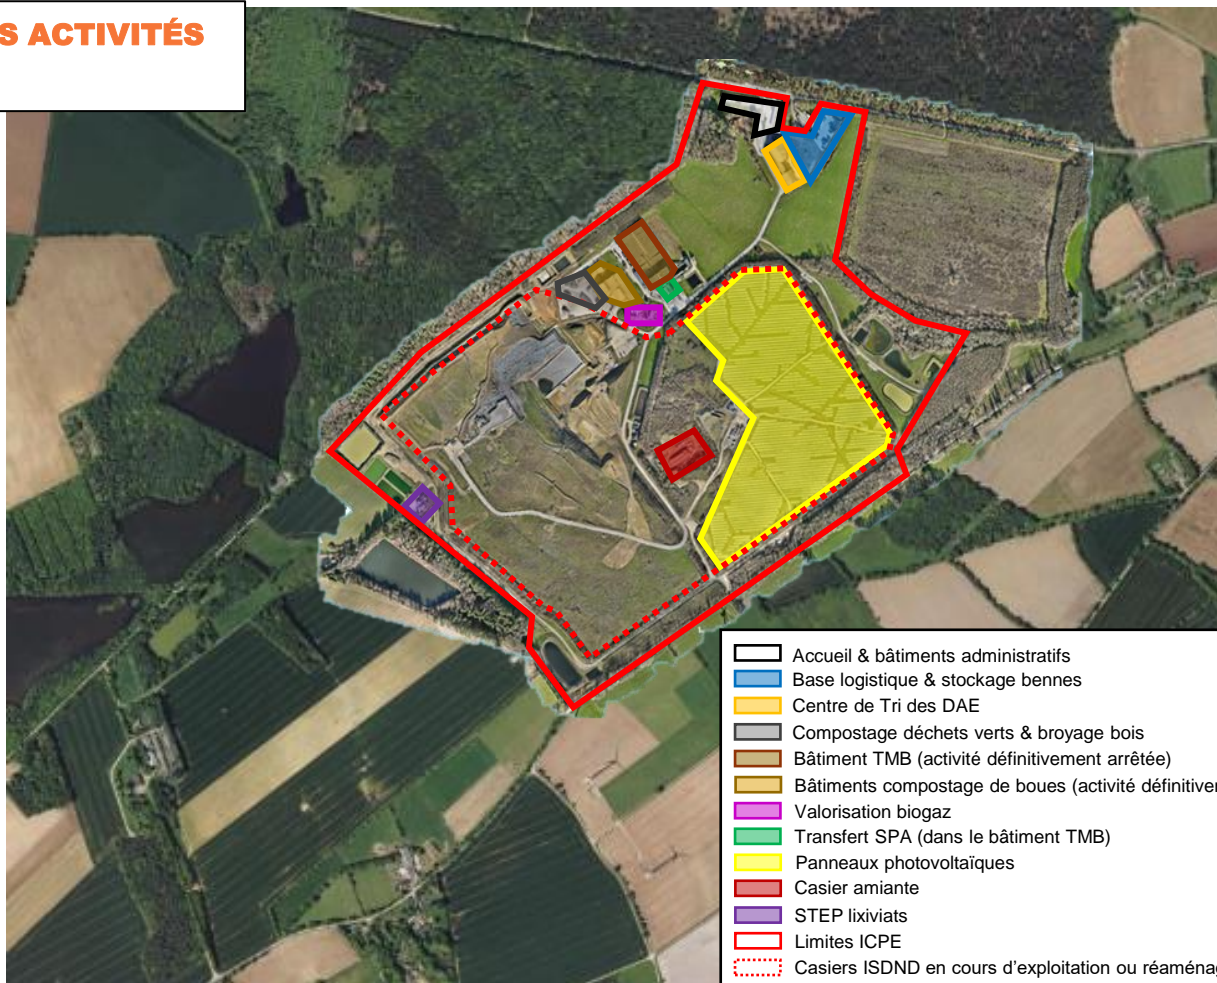 S ACTIVITÉS
Accueil & bâtiments administratifs
Base logistique & stockage bennes
Centre de Tri des DAE
Compostage déchets verts & broyage bois
Bâtiment TMB (activité définitivement arrêtée)
Bâtiments compostage de boues (activité définitivem
Valorisation biogaz
Transfert SPA (dans le bâtiment TMB)
Panneaux photovoltaïques
Casier amiante
STEP lixiviats
Limites ICPE
Casiers ISDND en cours d’exploitation ou réaménag